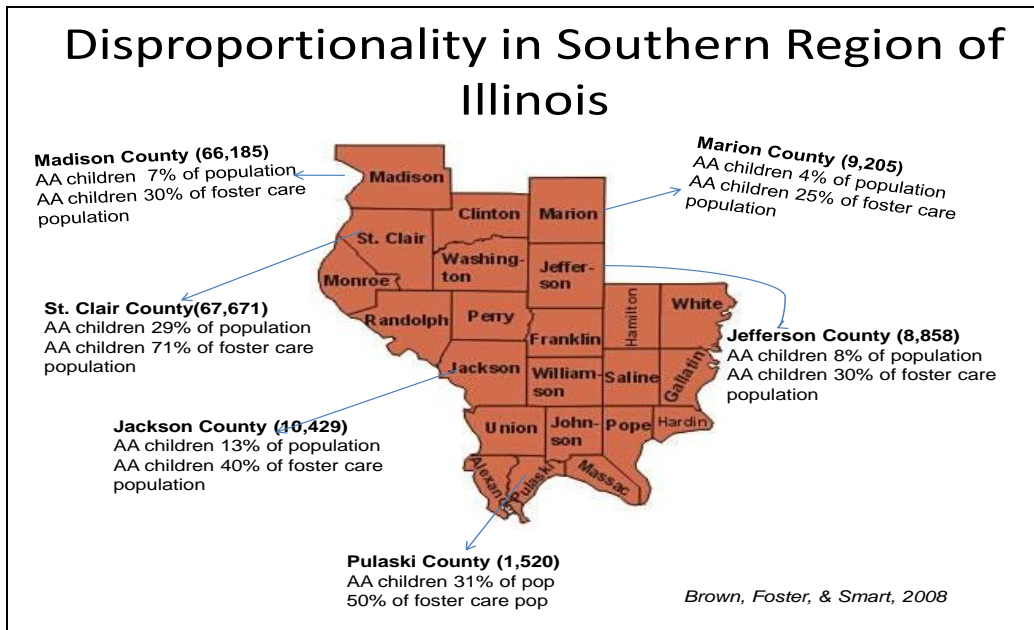 Disproportionality in Southern Region of
Illinois
Madison County (66,185)
AA children 7% of population
AA children 30% of foster care
population
Marion County (9,205)
AA children 4% of population
AA children 25% of foster care
population
Madison
Clinton
Marion
St. Clair
Washing-
ton
Jeffer-
son
Monroe
Randolph
Perry
Hamilton
White
Franklin
Jackson
William-
son
Saline
Gallatin
Union
John-
son
Pope
Hardin
Pulaski
Massac
St. Clair County(67,671)
AA children 29% of population
AA children 71% of foster care
population
Jefferson County (8,858)
AA children 8% of population
AA children 30% of foster care
population
Jackson County (10,429)
AA children 13% of population
AA children 40% of foster care
population
Pulaski County (1,520)
AA children 31% of pop
50% of foster care pop
Brown, Foster, & Smart, 2008